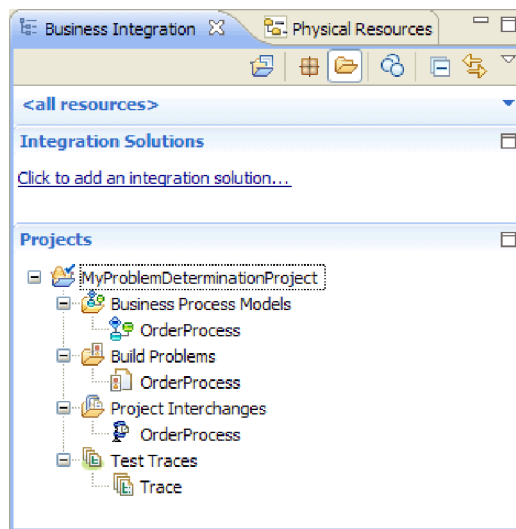 Business Integration Physical Resources
<all resources>
Integration Solutions
Click to add an integration solution...
Projects
MyProblemDeterminationProject
Business Process Models
OrderProcess
Build Problems
OrderProcess
Project Interchanges
OrderProcess
Test Traces
Trace